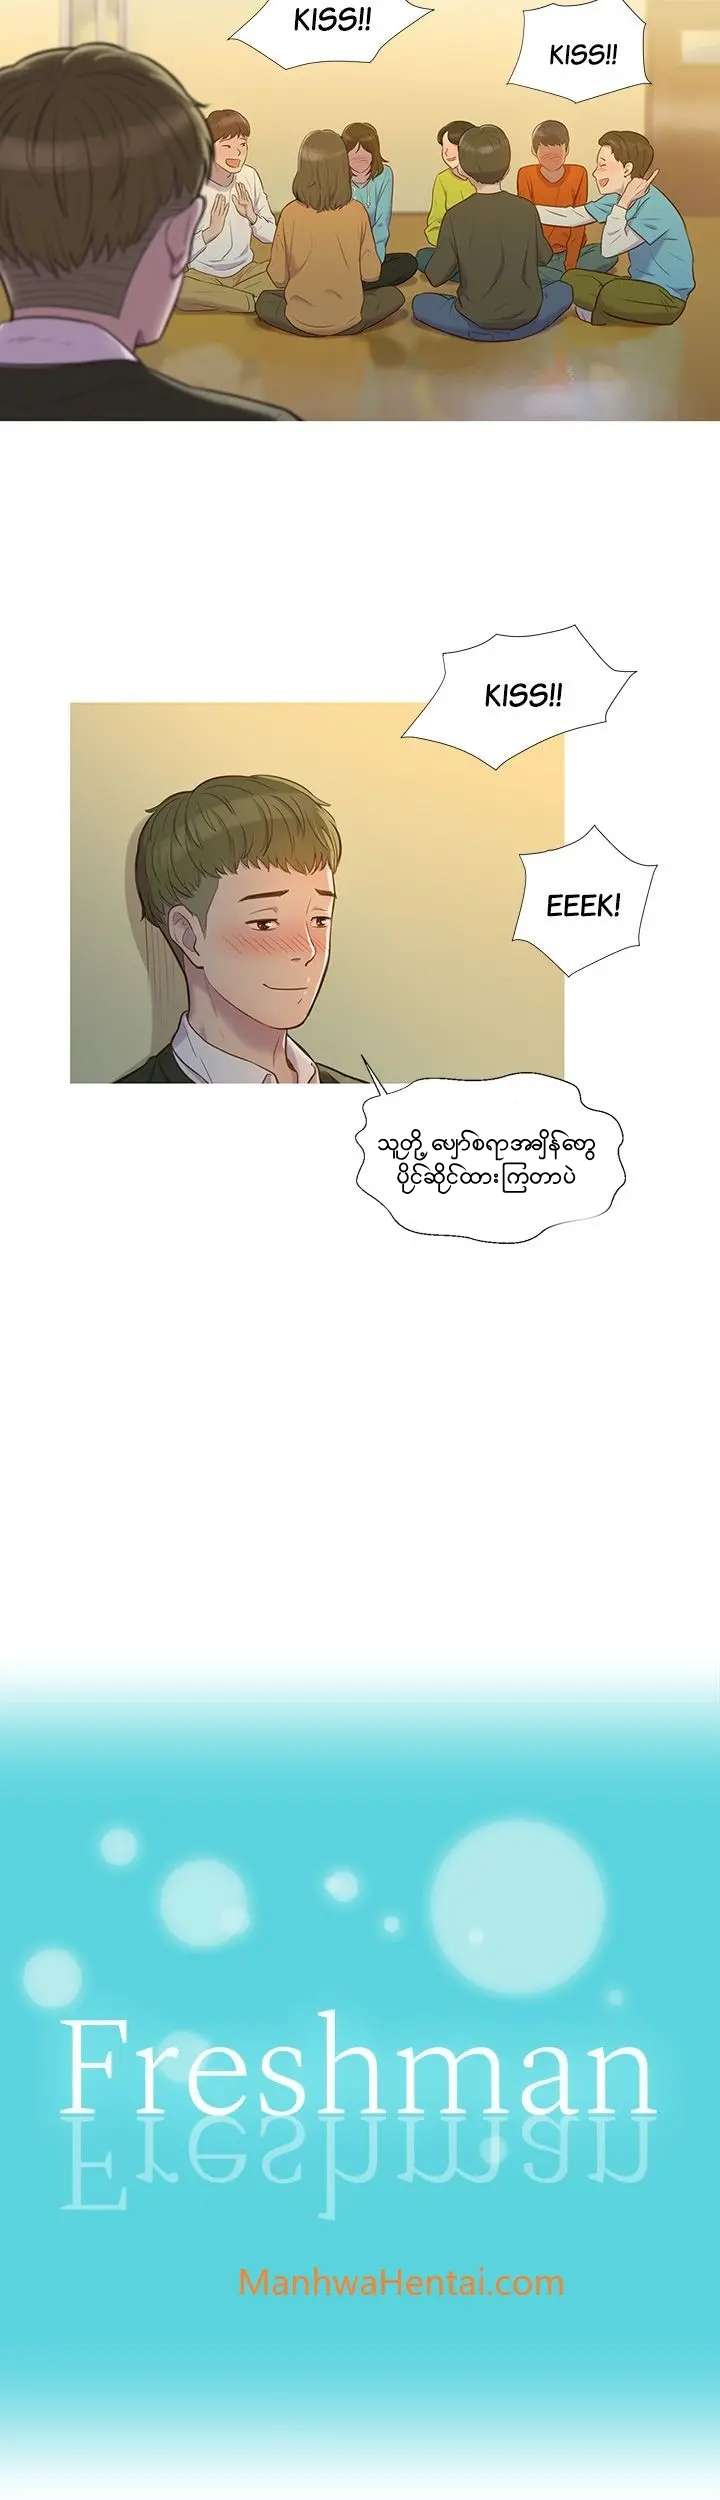 KISS!!
KISS!!
KISS!!
EEEK!
သူတို့ ပျော်စရာအချိန်တွေ
ပိုင်ဆိုင်ထားကြတာပဲ
Freshman
ManhwaHentai.com